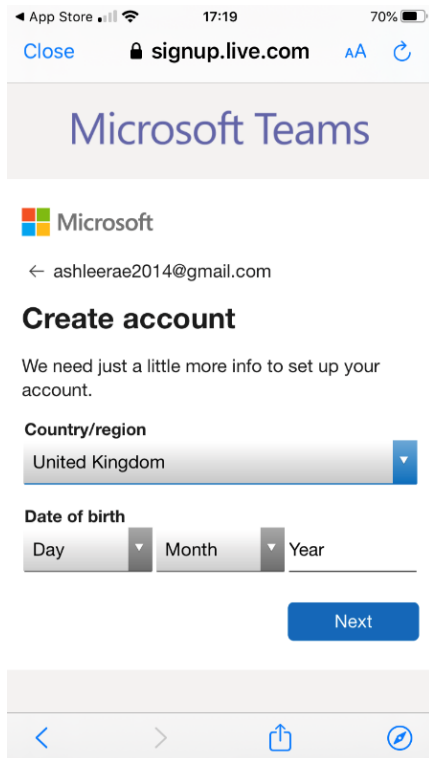 App Store 17:19 70%
Close signup.live.com AA
Microsoft Teams
Microsoft
ashleerae2014@gmail.com
Create account
We need just a little more info to set up your
account.
Country/region
United Kingdom
Date of birth
Day Month Year
Next